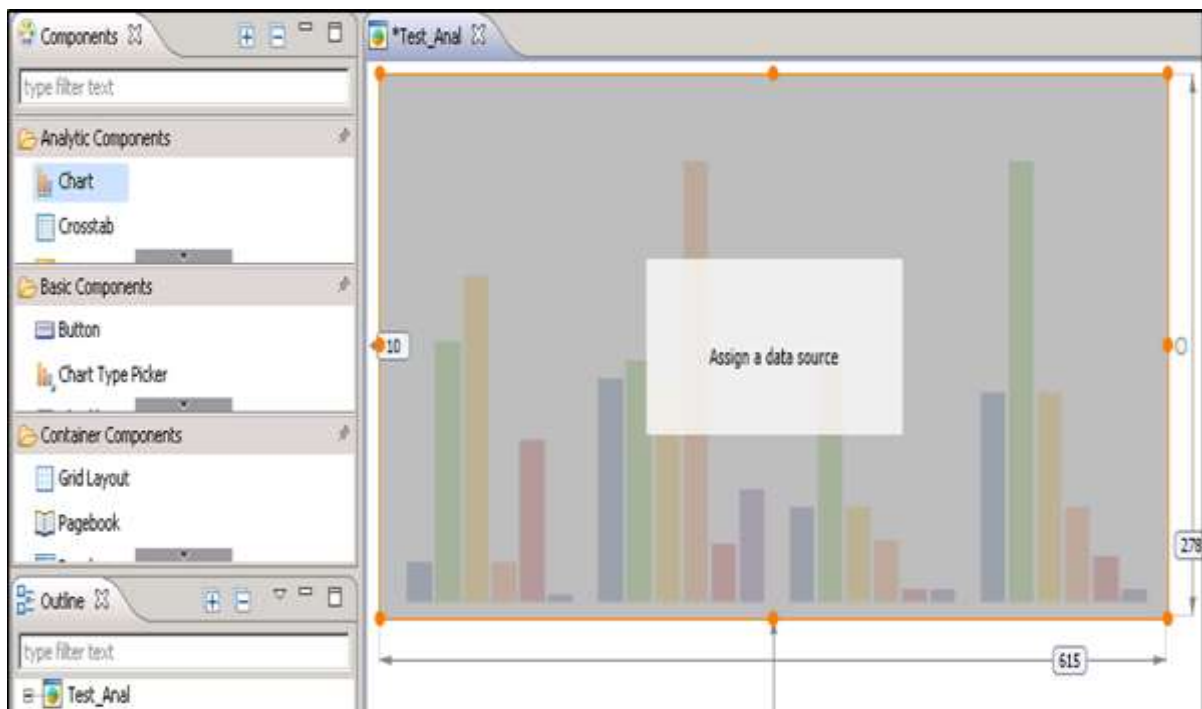 Components
type filter text
Analytic Components
Chart
Crosstab
Basic Components
Button
Chart Type Picker
Container Components
Grid Layout
Pagebook
Outline
type filter text
Test_Anal
*Test_Anal
10
Assign a data source
278
615